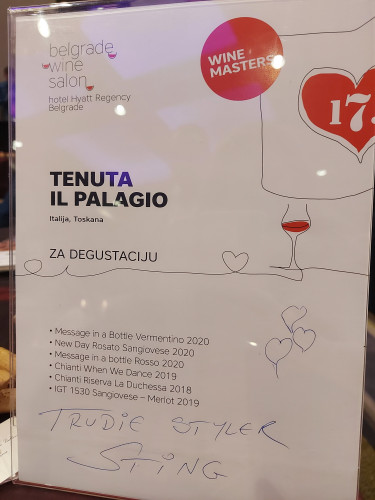 belgrade
wine
salon
hotel Hyatt Regency
Belgrade
WINE
MASTERS
17.
TENUTA
IL PALAGIO
Italija, Toskana
ZA DEGUSTACIJU
• Message in a Bottle Vermentino 2020
• New Day Rosato Sangiovese 2020
• Message in a bottle Rosso 2020
• Chianti When We Dance 2019
• Chianti Riserva La Duchessa 2018
• IGT 1530 Sangiovese – Merlot 2019
TRUDIE STYLER
STING